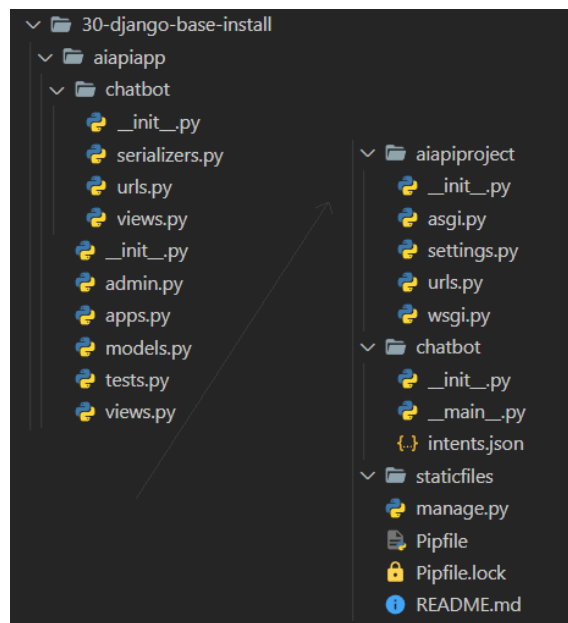 30-django-base-install
aiapiapp
chatbot
__init__.py
serializers.py
urls.py
views.py
__init__.py
admin.py
apps.py
models.py
tests.py
views.py
aiapiproject
__init__.py
asgi.py
settings.py
urls.py
wsgi.py
chatbot
__init__.py
__main__.py
{..} intents.json
staticfiles
manage.py
Pipfile
Pipfile.lock
README.md